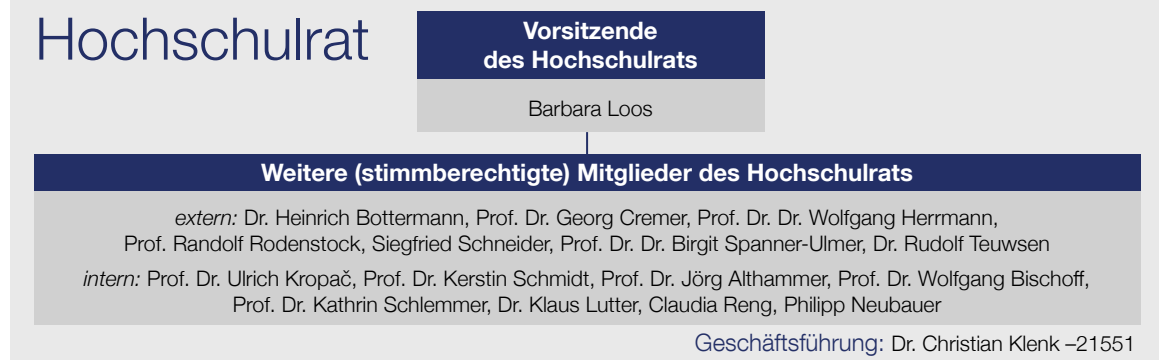 Hochschulrat
Vorsitzende
des Hochschulrats
Barbara Loos
Weitere (stimmberechtigte) Mitglieder des Hochschulrats
extern: Dr. Heinrich Bottermann, Prof. Dr. Georg Cremer, Prof. Dr. Dr. Wolfgang Herrmann,
Prof. Randolf Rodenstock, Siegfried Schneider, Prof. Dr. Dr. Birgit Spanner-Ulmer, Dr. Rudolf Teuwsen
intern: Prof. Dr. Ulrich Kropač, Prof. Dr. Kerstin Schmidt, Prof. Dr. Jörg Althammer, Prof. Dr. Wolfgang Bischoff,
Prof. Dr. Kathrin Schlemmer, Dr. Klaus Lutter, Claudia Reng, Philipp Neubauer
Geschäftsführung: Dr. Christian Klenk –21551